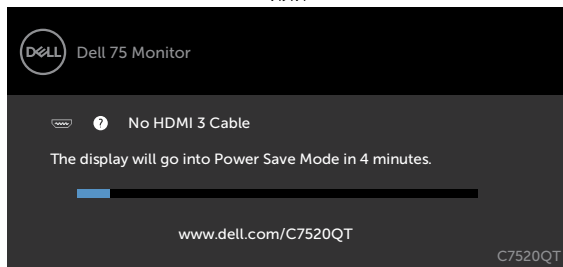 DELL
Dell 75 Monitor
? No HDMI 3 Cable
The display will go into Power Save Mode in 4 minutes.
www.dell.com/C7520QT
C7520QT